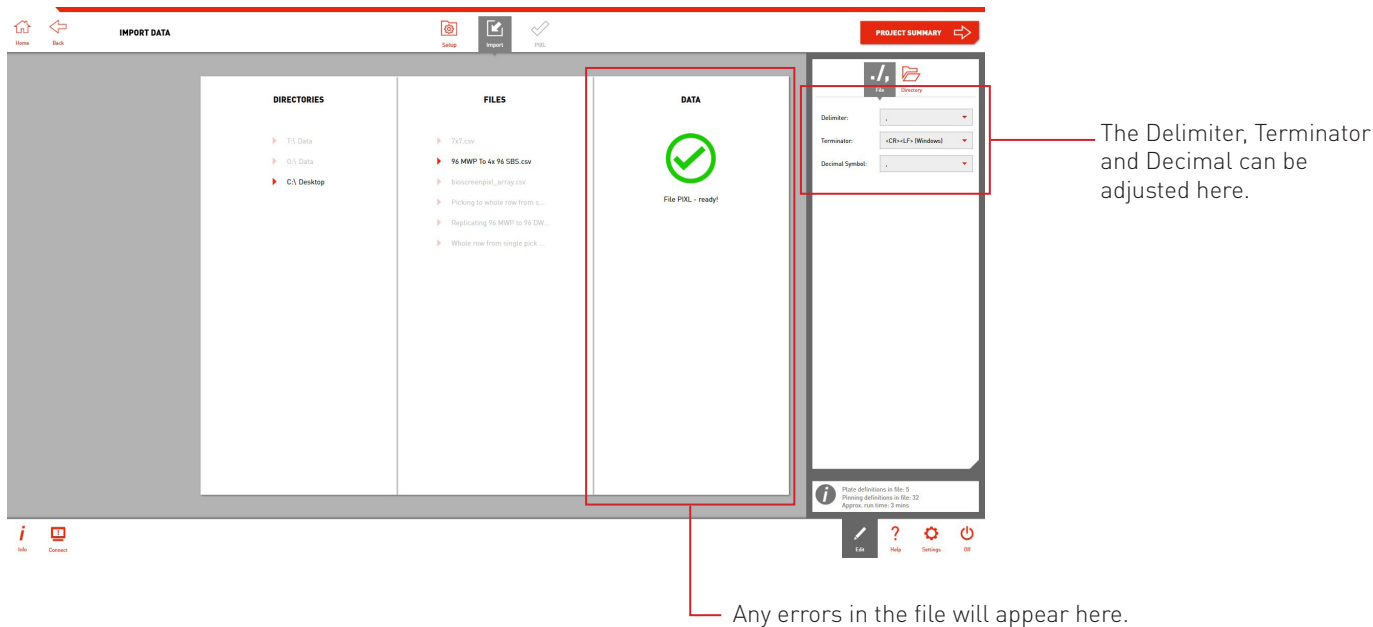 Home
Back
IMPORT DATA
Setup
Import
PIXL
PROJECT SUMMARY
DIRECTORIES
T:\ Data
D:\ Data
C:\ Desktop
FILES
7x7.csv
96 MWP To 4x 96 SBS.csv
bioscreenpixl_array.csv
Picking to whole row from s...
Replicating 96 MWP to 96 DW...
Whole row from single pick ...
DATA
File PIXL - ready!
./,
File
Directory
Delimiter: ,
Terminator: <CR><LF> (Windows)
Decimal Symbol: .
The Delimiter, Terminator
and Decimal can be
adjusted here.
i
Plate definitions in file: 5
Pinning definitions in file: 32
Approx. run time: 3 mins
i
Info
Connect
Edit
?
Help
Settings
Off
Any errors in the file will appear here.